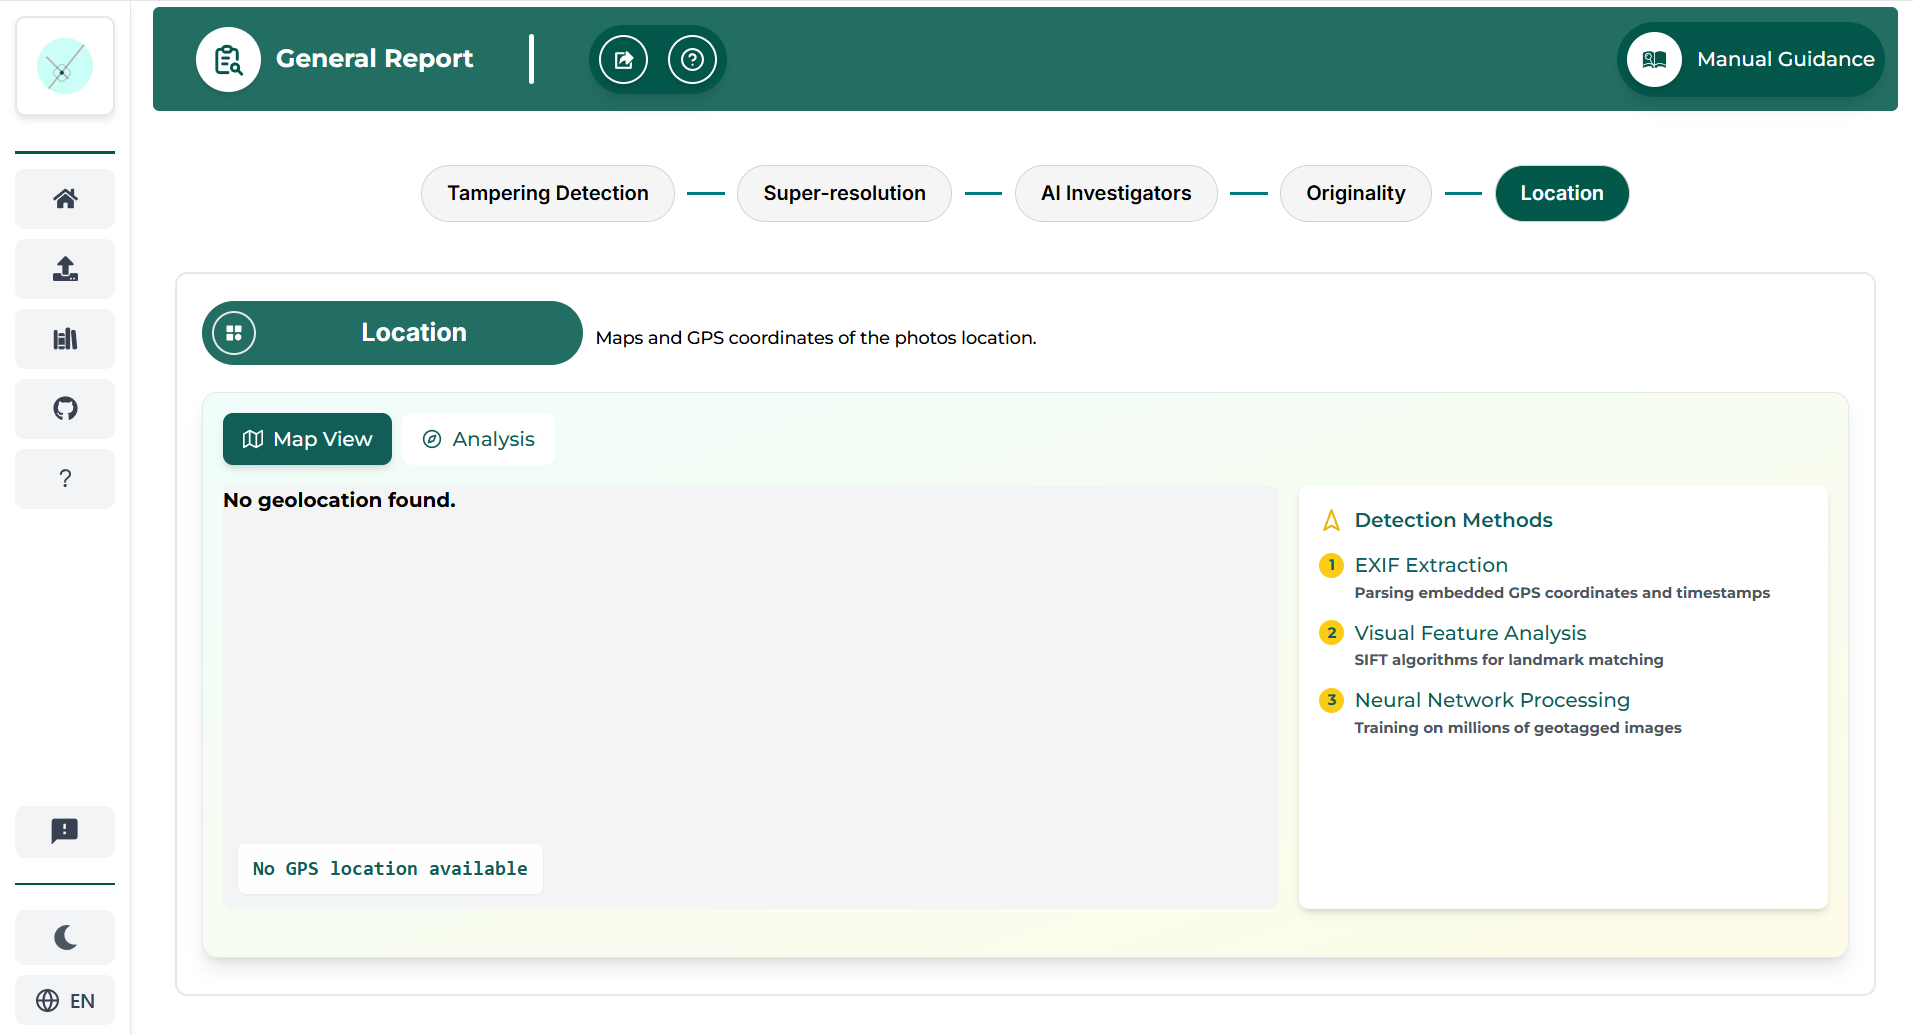 General Report
Manual Guidance
Tampering Detection
Super-resolution
AI Investigators
Originality
Location
Location
Maps and GPS coordinates of the photos location.
Map View
Analysis
No geolocation found.
No GPS location available
Detection Methods
1 EXIF Extraction
Parsing embedded GPS coordinates and timestamps
2 Visual Feature Analysis
SIFT algorithms for landmark matching
3 Neural Network Processing
Training on millions of geotagged images
?
EN